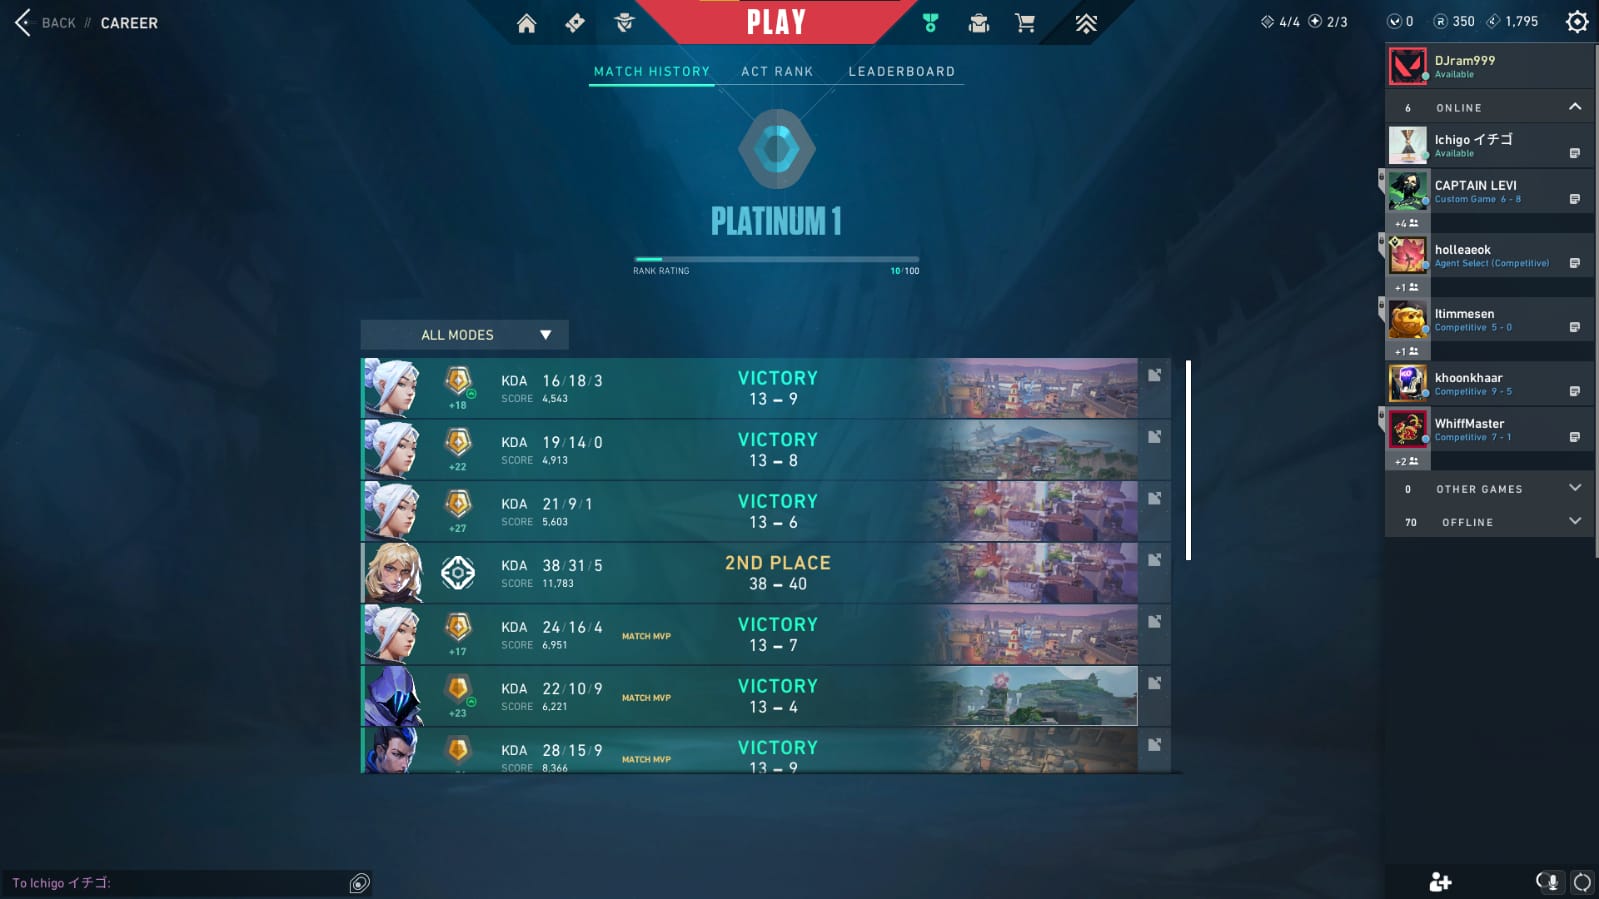 BACK // CAREER
PLAY
4/4 2/3 0 350 1,795
MATCH HISTORY ACT RANK LEADERBOARD
PLATINUM 1
RANK RATING 10/100
ALL MODES
+18 KDA 16/18/3 VICTORY
SCORE 4,543 13 – 9
+22 KDA 19/14/0 VICTORY
SCORE 4,913 13 – 8
+27 KDA 21/9/1 VICTORY
SCORE 5,603 13 – 6
KDA 38/31/5 2ND PLACE
SCORE 11,783 38 – 40
+17 KDA 24/16/4 MATCH MVP VICTORY
SCORE 6,951 13 – 7
+23 KDA 22/10/9 MATCH MVP VICTORY
SCORE 6,221 13 – 4
KDA 28/15/9 MATCH MVP VICTORY
SCORE 8,366 13 – 9
DJram999
Available
6 ONLINE
Ichigo イチゴ
Available
CAPTAIN LEVI
Custom Game 6 - 8
+4
holleaeok
Agent Select (Competitive)
+1
Itimmesen
Competitive 5 - 0
+1
khoonkhaar
Competitive 9 - 5
WhiffMaster
Competitive 7 - 1
+2
0 OTHER GAMES
70 OFFLINE
To Ichigo イチゴ: